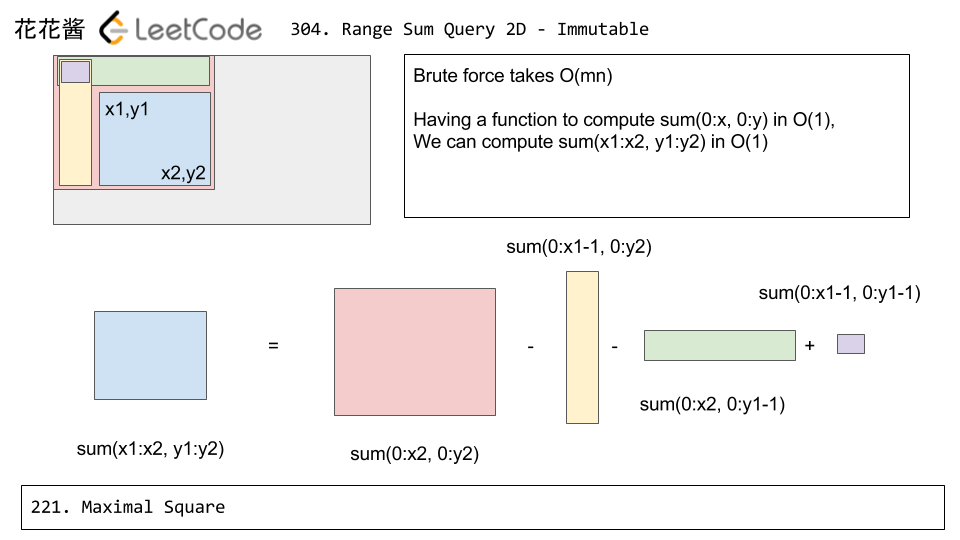 花花酱 LeetCode 304. Range Sum Query 2D - Immutable
x1,y1
x2,y2
Brute force takes O(mn)
Having a function to compute sum(0:x, 0:y) in O(1),
We can compute sum(x1:x2, y1:y2) in O(1)
sum(0:x1-1, 0:y2)
sum(0:x1-1, 0:y1-1)
= - - +
sum(0:x2, 0:y1-1)
sum(x1:x2, y1:y2)
sum(0:x2, 0:y2)
221. Maximal Square